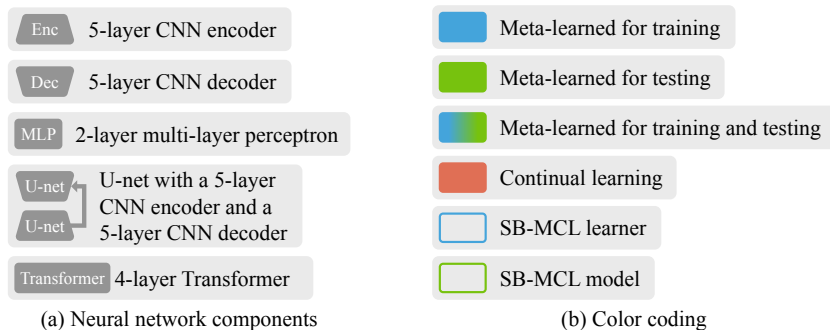 Enc 5-layer CNN encoder
Dec 5-layer CNN decoder
MLP 2-layer multi-layer perceptron
U-net U-net with a 5-layer
CNN encoder and a
U-net 5-layer CNN decoder
Transformer 4-layer Transformer
(a) Neural network components
Meta-learned for training
Meta-learned for testing
Meta-learned for training and testing
Continual learning
SB-MCL learner
SB-MCL model
(b) Color coding